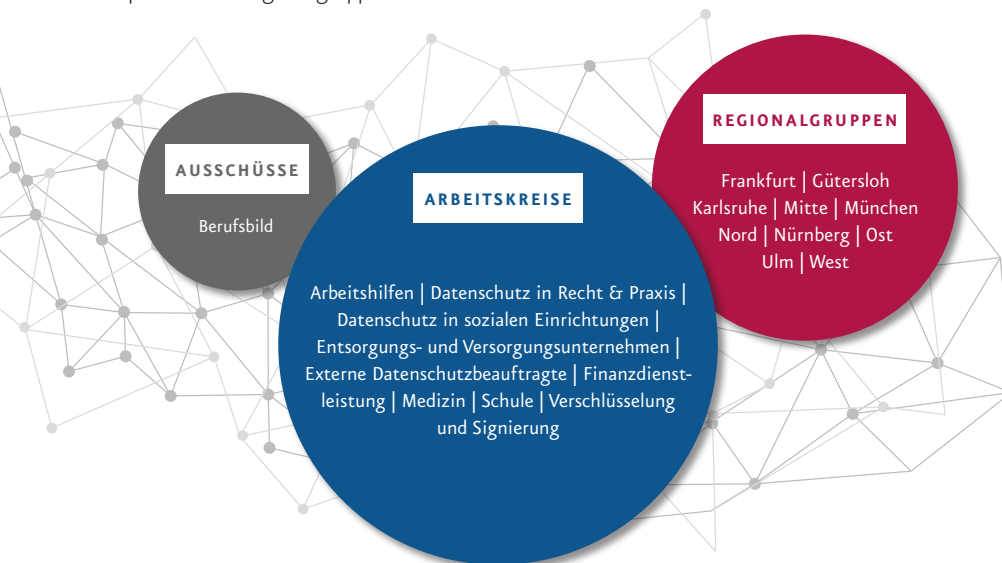 AUSSCHÜSSE
Berufsbild
ARBEITSKREISE
Arbeitshilfen | Datenschutz in Recht & Praxis |
Datenschutz in sozialen Einrichtungen |
Entsorgungs- und Versorgungsunternehmen |
Externe Datenschutzbeauftragte | Finanzdienst-
leistung | Medizin | Schule | Verschlüsselung
und Signierung
REGIONALGRUPPEN
Frankfurt | Gütersloh
Karlsruhe | Mitte | München
Nord | Nürnberg | Ost
Ulm | West